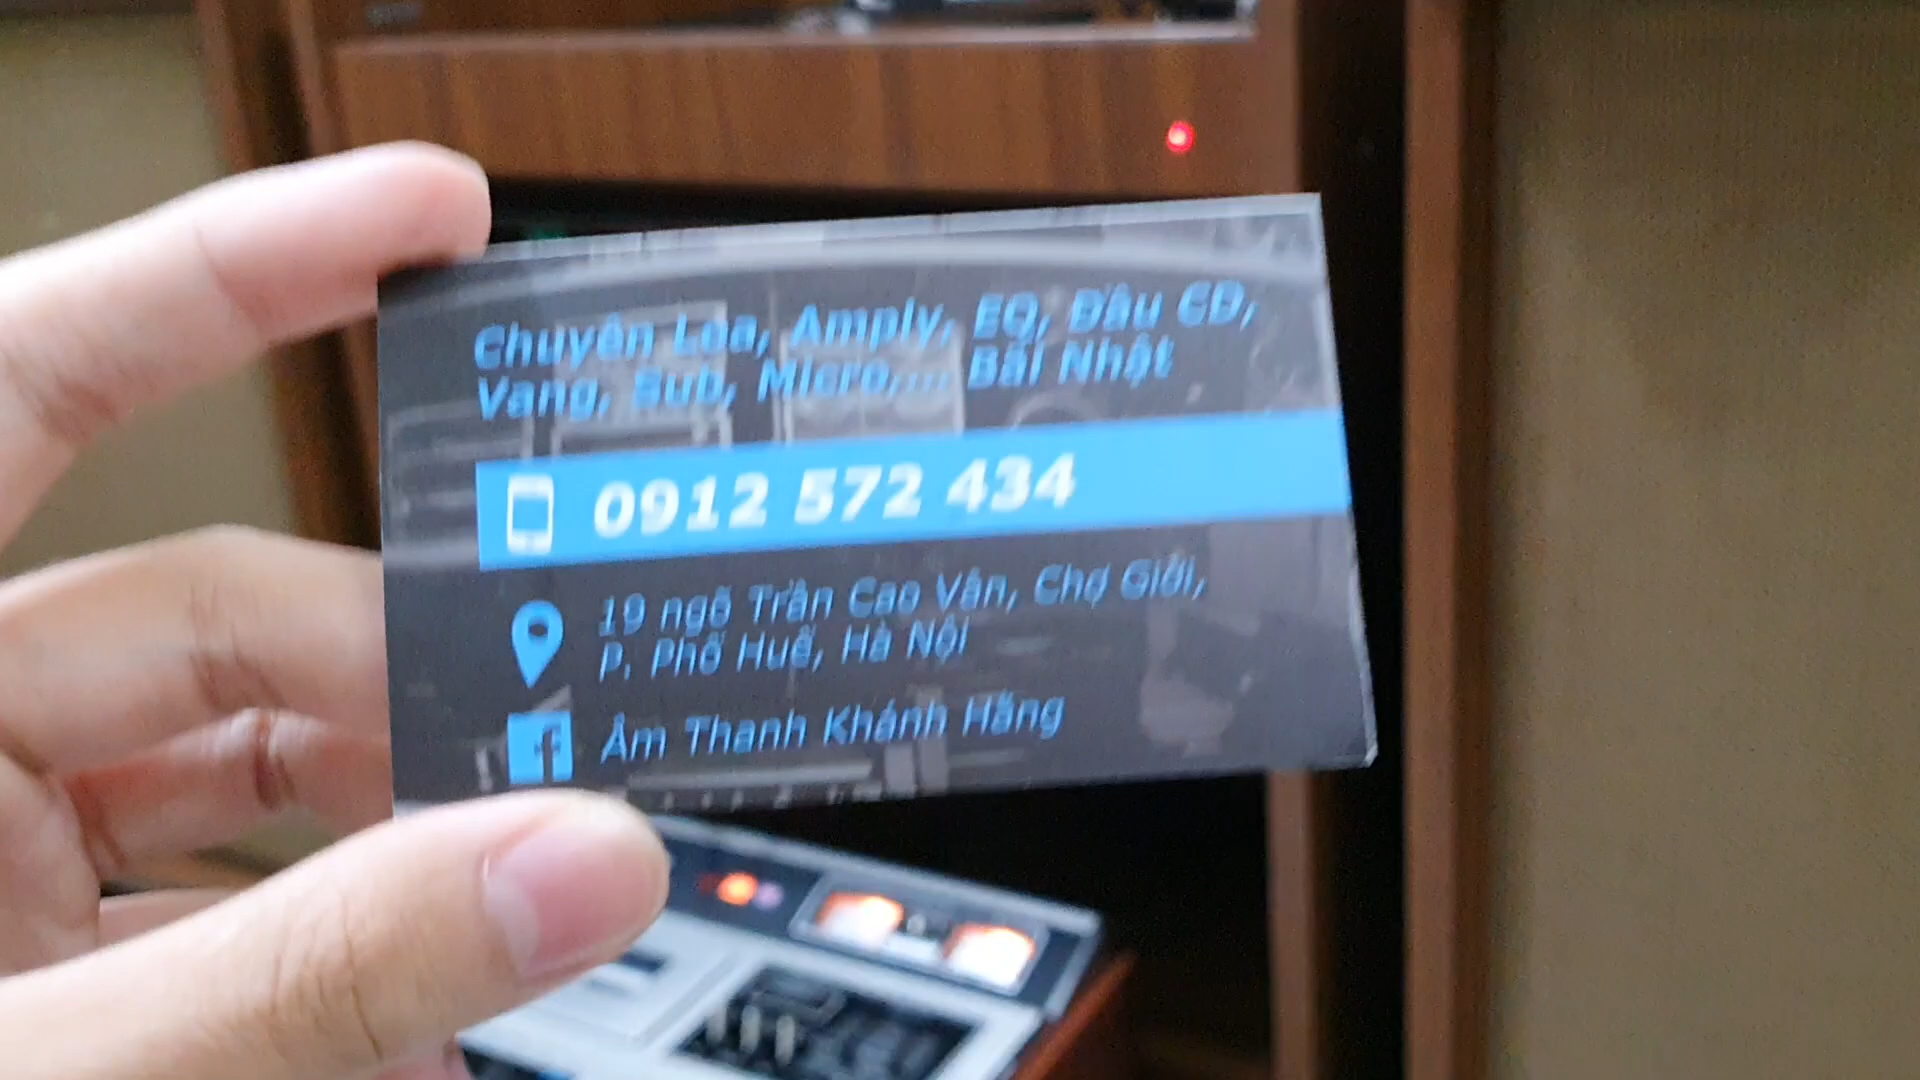 Chuyên Loa, Amply, EQ, Đầu CD,
Vang, Sub, Micro,... Bãi Nhật
0912 572 434
19 ngõ Trần Cao Vân, Chợ Giời,
P. Phố Huế, Hà Nội
Âm Thanh Khánh Hằng